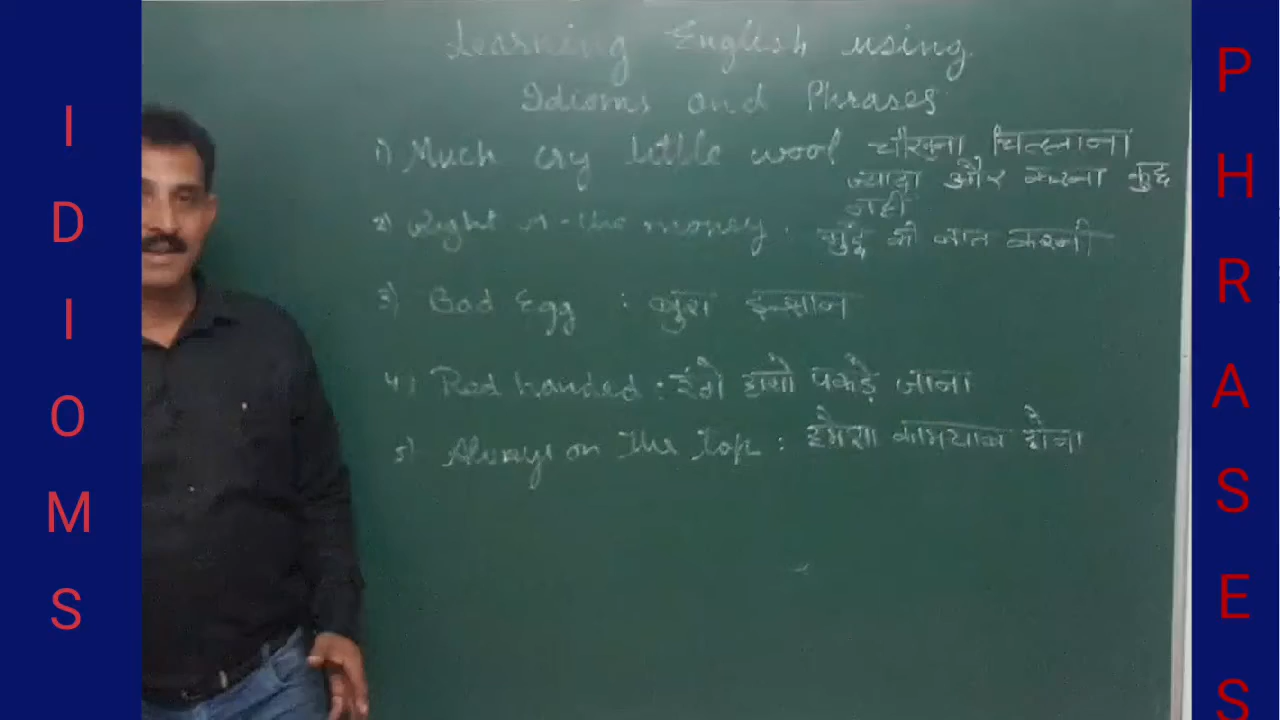 IDIOMS
Learning English using
Idioms and Phrases
1) Much cry little wool चीखना चिल्लाना
ज्यादा और करना कुछ
नहीं
2) Right the money. मुद्दे की बात करनी
3) Bad Egg : बुरा इन्सान
4) Red handed : रंगे हाथो पकड़े जाना
5) Always on the top : हमेसा कामयाब होना
PHRASES